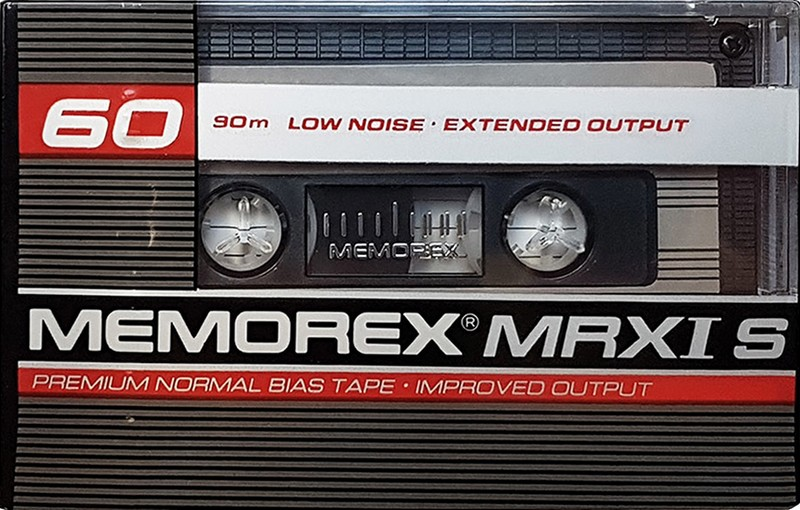 60
90m LOW NOISE · EXTENDED OUTPUT
MEMOREX
MEMOREX® MRXI S
PREMIUM NORMAL BIAS TAPE · IMPROVED OUTPUT